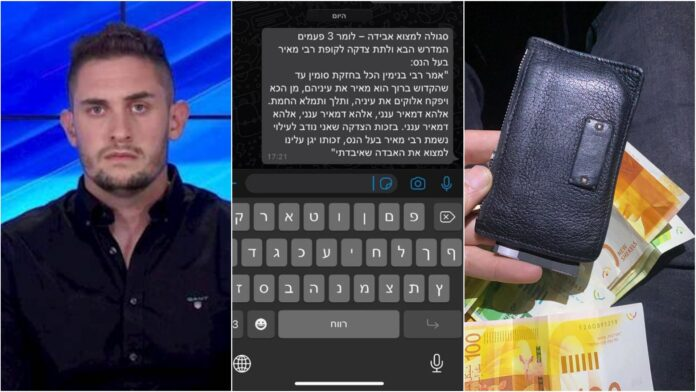 היום
סגולה למצוא אבידה – לומר 3 פעמים
המדרש הבא ולתת צדקה לקופת רבי מאיר
בעל הנס:
"אמר רבי בנימין הכל בחזקת סומין עד
שהקדוש ברוך הוא מאיר את עיניהם, מן הכא
ויפקח אלוקים את עיניה, ותלך ותמלא החמת.
אלהא דמאיר ענני, אלהא דמאיר ענני, אלהא
דמאיר ענני. בזכות הצדקה שאני נודב לעילוי
נשמת רבי מאיר בעל הנס, זכותו יגן עלינו
למצוא את האבדה שאיבדתי"
17:21
ק ר א ט ו ן ם פ
ד ג כ ע י ח ל ך ף
ז ס ב ה נ מ צ ת ץ
3 רווח
GANT
NEW
SHEKELS
100